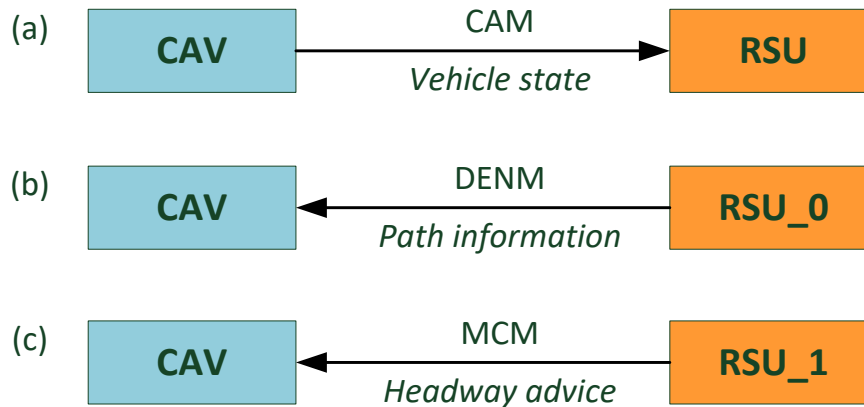 (a) CAV CAM RSU
Vehicle state
(b) CAV DENM RSU_0
Path information
(c) CAV MCM RSU_1
Headway advice